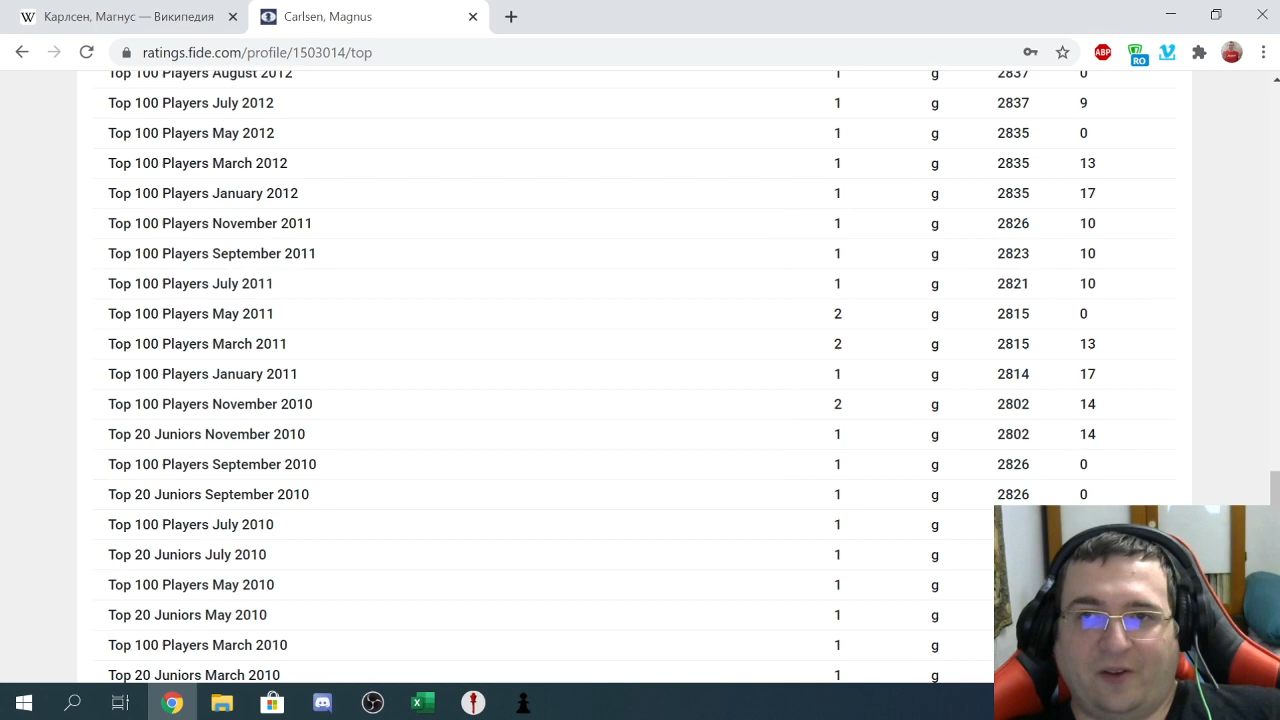 Карлсен, Магнус — Википедия
Carlsen, Magnus
ratings.fide.com/profile/1503014/top
ABP
RO
Top 100 Players August 2012 1 g 2837 0
Top 100 Players July 2012 1 g 2837 9
Top 100 Players May 2012 1 g 2835 0
Top 100 Players March 2012 1 g 2835 13
Top 100 Players January 2012 1 g 2835 17
Top 100 Players November 2011 1 g 2826 10
Top 100 Players September 2011 1 g 2823 10
Top 100 Players July 2011 1 g 2821 10
Top 100 Players May 2011 2 g 2815 0
Top 100 Players March 2011 2 g 2815 13
Top 100 Players January 2011 1 g 2814 17
Top 100 Players November 2010 2 g 2802 14
Top 20 Juniors November 2010 1 g 2802 14
Top 100 Players September 2010 1 g 2826 0
Top 20 Juniors September 2010 1 g 2826 0
Top 100 Players July 2010 1 g
Top 20 Juniors July 2010 1 g
Top 100 Players May 2010 1 g
Top 20 Juniors May 2010 1 g
Top 100 Players March 2010 1 g
Top 20 Juniors March 2010 1 g